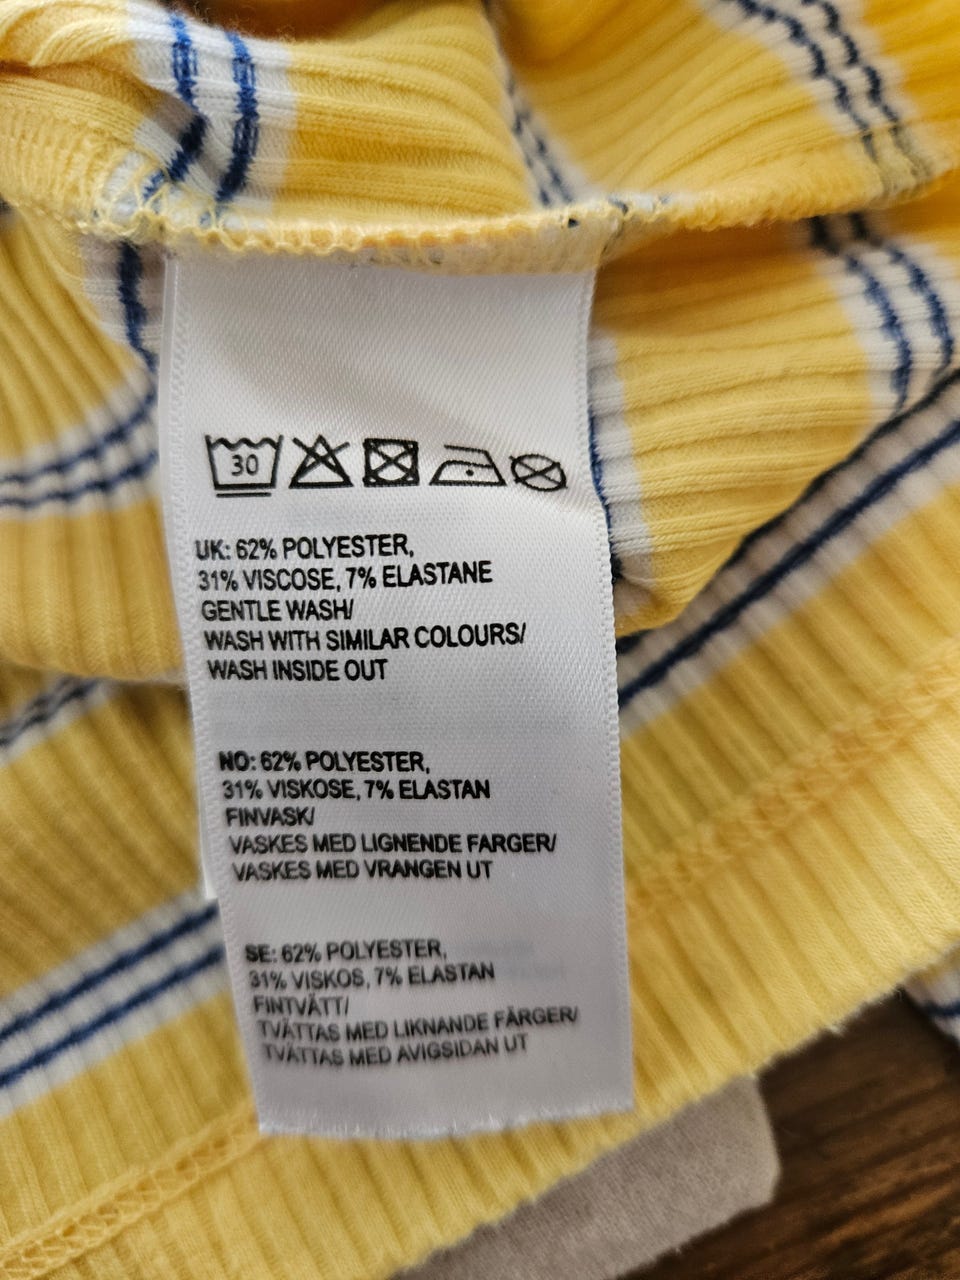 30
UK: 62% POLYESTER,
31% VISCOSE, 7% ELASTANE
GENTLE WASH/
WASH WITH SIMILAR COLOURS/
WASH INSIDE OUT
NO: 62% POLYESTER,
31% VISKOSE, 7% ELASTAN
FINVASK/
VASKES MED LIGNENDE FARGER/
VASKES MED VRANGEN UT
SE: 62% POLYESTER,
31% VISKOS, 7% ELASTAN
FINTVÄTT/
TVÄTTAS MED LIKNANDE FÄRGER/
TVÄTTAS MED AVIGSIDAN UT